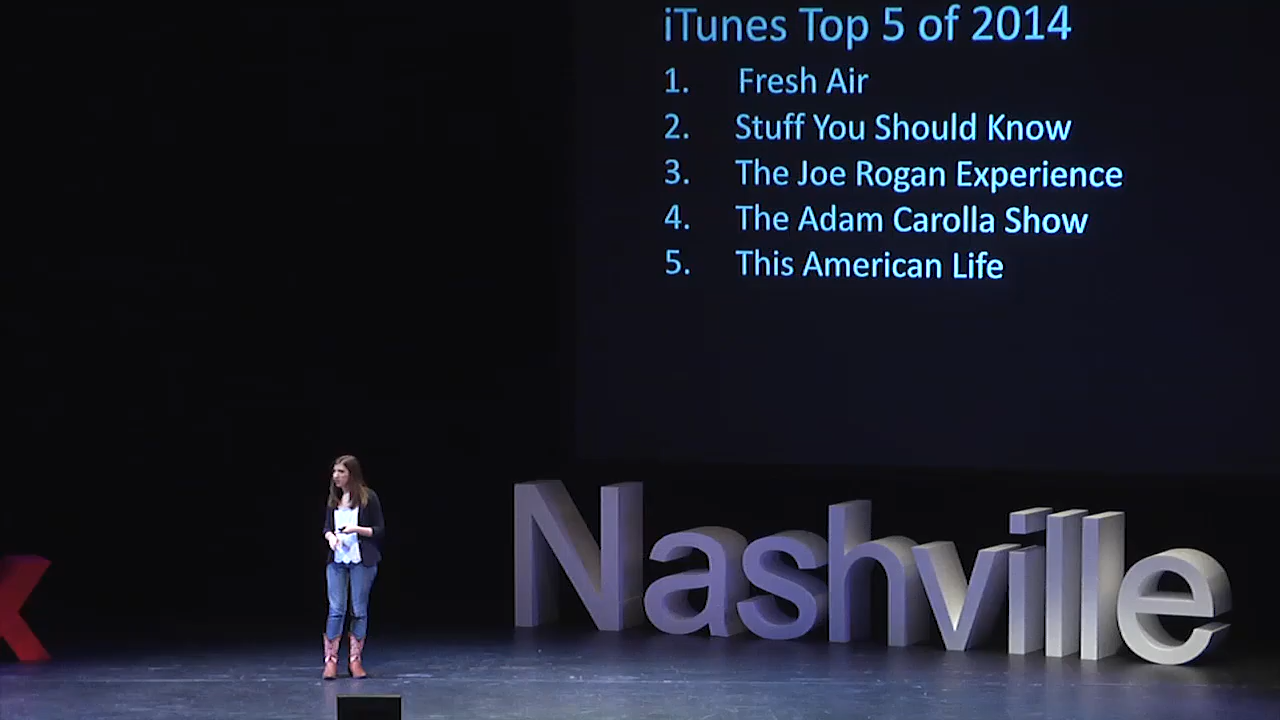 iTunes Top 5 of 2014
1. Fresh Air
2. Stuff You Should Know
3. The Joe Rogan Experience
4. The Adam Carolla Show
5. This American Life
x Nashville